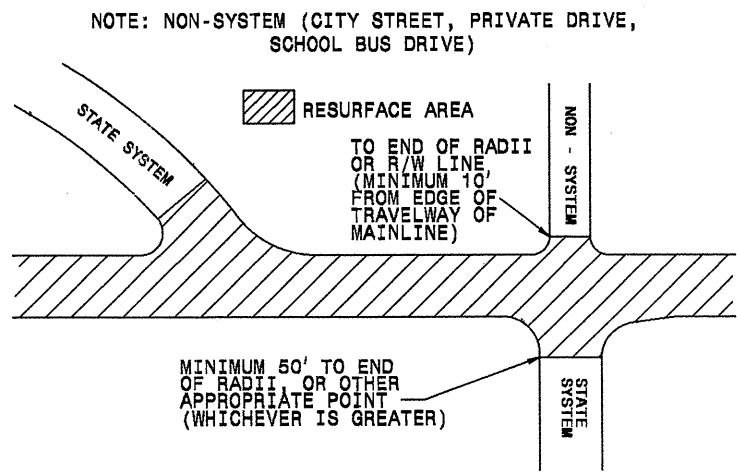 NOTE: NON-SYSTEM (CITY STREET, PRIVATE DRIVE,
SCHOOL BUS DRIVE)
STATE SYSTEM
RESURFACE AREA
TO END OF RADII
OR R/W LINE
(MINIMUM 10'
FROM EDGE OF
TRAVELWAY OF
MAINLINE)
NON - SYSTEM
MINIMUM 50' TO END
OF RADII, OR OTHER
APPROPRIATE POINT
(WHICHEVER IS GREATER)
STATE
SYSTEM